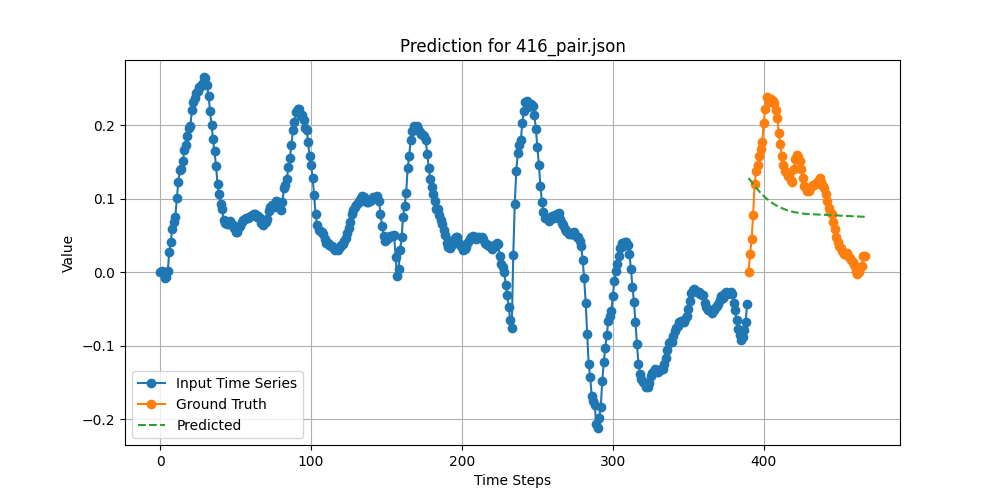 Prediction for 416_pair.json
Value
0.2
0.1
0.0
−0.1
−0.2
Input Time Series
Ground Truth
Predicted
0 100 200 300 400
Time Steps